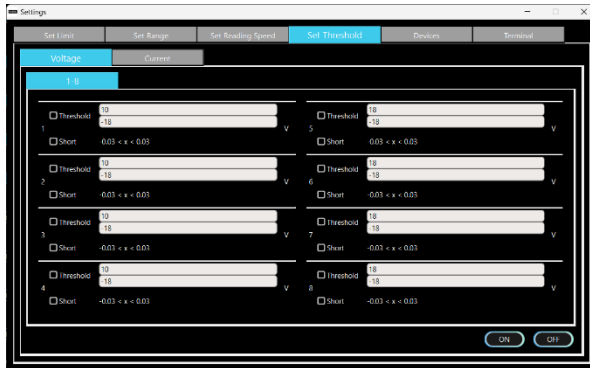 Settings
Set Limit Set Range Set Reading Speed Set Threshold Devices Terminal
Voltage Current
1-8
1
Threshold
10
-18
V
Short
-0.03 < x < 0.03
2
Threshold
10
-18
V
Short
-0.03 < x < 0.03
3
Threshold
10
-18
V
Short
-0.03 < x < 0.03
4
Threshold
10
-18
V
Short
-0.03 < x < 0.03
5
Threshold
18
-18
V
Short
-0.03 < x < 0.03
6
Threshold
18
-18
V
Short
-0.03 < x < 0.03
7
Threshold
18
-18
V
Short
-0.03 < x < 0.03
8
Threshold
18
-18
V
Short
-0.03 < x < 0.03
ON OFF